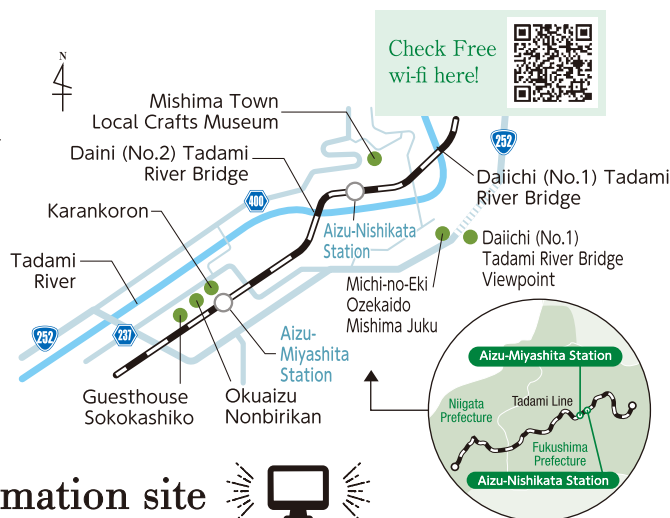 Check Free
wi-fi here!
N
Mishima Town
Local Crafts Museum
Daini (No.2) Tadami
River Bridge
252
Karankoron
400
Daiichi (No.1) Tadami
River Bridge
Aizu-Nishikata
Station
Daiichi (No.1)
Tadami River Bridge
Viewpoint
Tadami
River
Michi-no-Eki
Ozekaido
Mishima Juku
252
237
Aizu-
Miyashita
Station
Guesthouse
Sokokashiko
Okuaizu
Nonbirikan
Aizu-Miyashita Station
Niigata
Prefecture
Tadami Line
Fukushima
Prefecture
Aizu-Nishikata Station
mation site